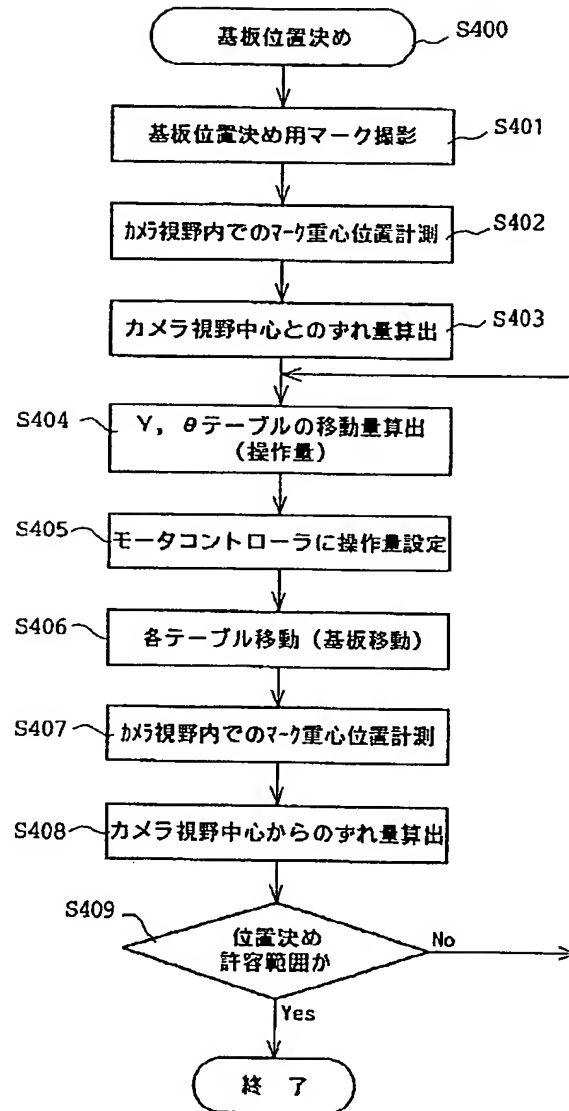 基板位置決め
S400
基板位置決め用マーク撮影
S401
カメラ視野内でのマーク重心位置計測
S402
カメラ視野中心とのずれ量算出
S403
S404
Y, θテーブルの移動量算出
(操作量)
S405
モータコントローラに操作量設定
S406
各テーブル移動(基板移動)
S407
カメラ視野内でのマーク重心位置計測
S408
カメラ視野中心からのずれ量算出
S409
位置決め
許容範囲か
No
Yes
終 了